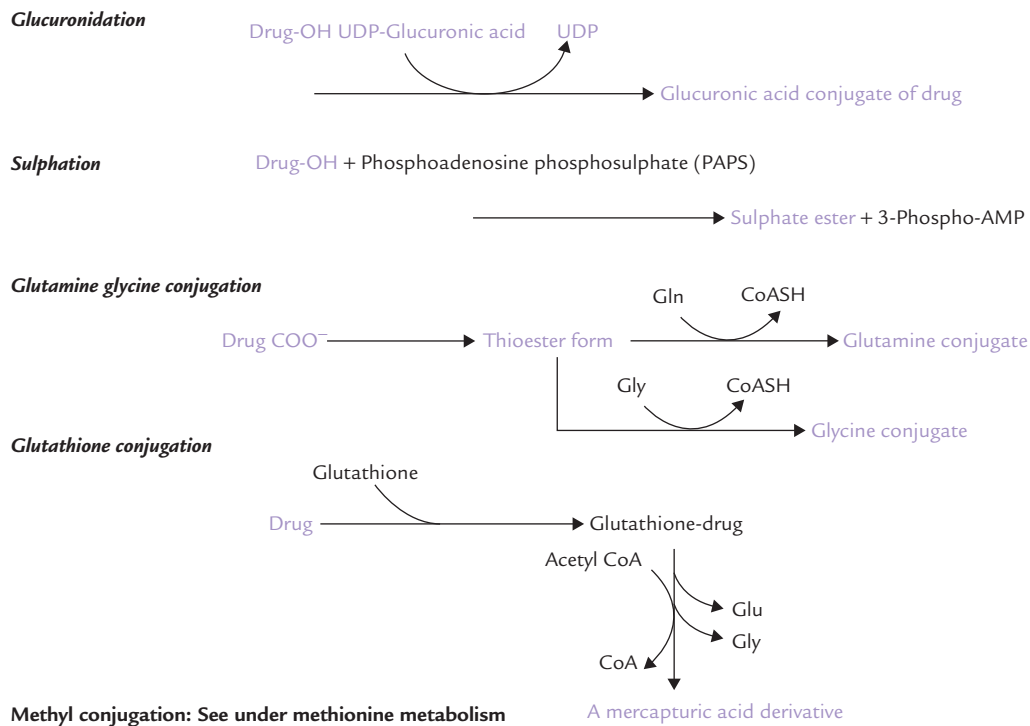 Glucuronidation
Drug-OH UDP-Glucuronic acid UDP
Glucuronic acid conjugate of drug
Sulphation
Drug-OH + Phosphoadenosine phosphosulphate (PAPS)
Sulphate ester + 3-Phospho-AMP
Glutamine glycine conjugation
Gln CoASH
Drug COO⁻ Thioester form Glutamine conjugate
Gly CoASH
Glycine conjugate
Glutathione conjugation
Glutathione
Drug Glutathione-drug
Acetyl CoA
Glu
Gly
CoA
A mercapturic acid derivative
Methyl conjugation: See under methionine metabolism